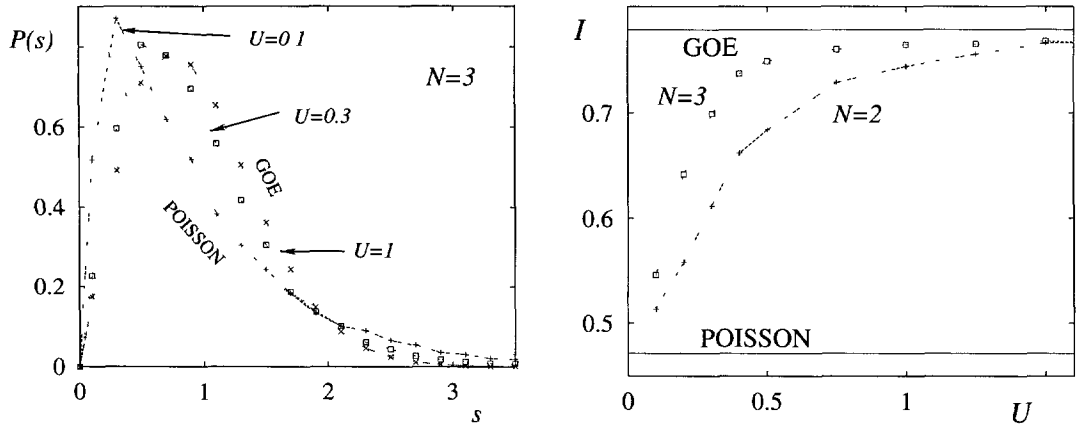 P(s)
U=0 1
N=3
0.6
U=0.3
GOE
0.4
POISSON
U=1
0.2
0
0
1
2
3
s
I
GOE
N=3
0.7
N=2
0.6
0.5
POISSON
0
0.5
1
U